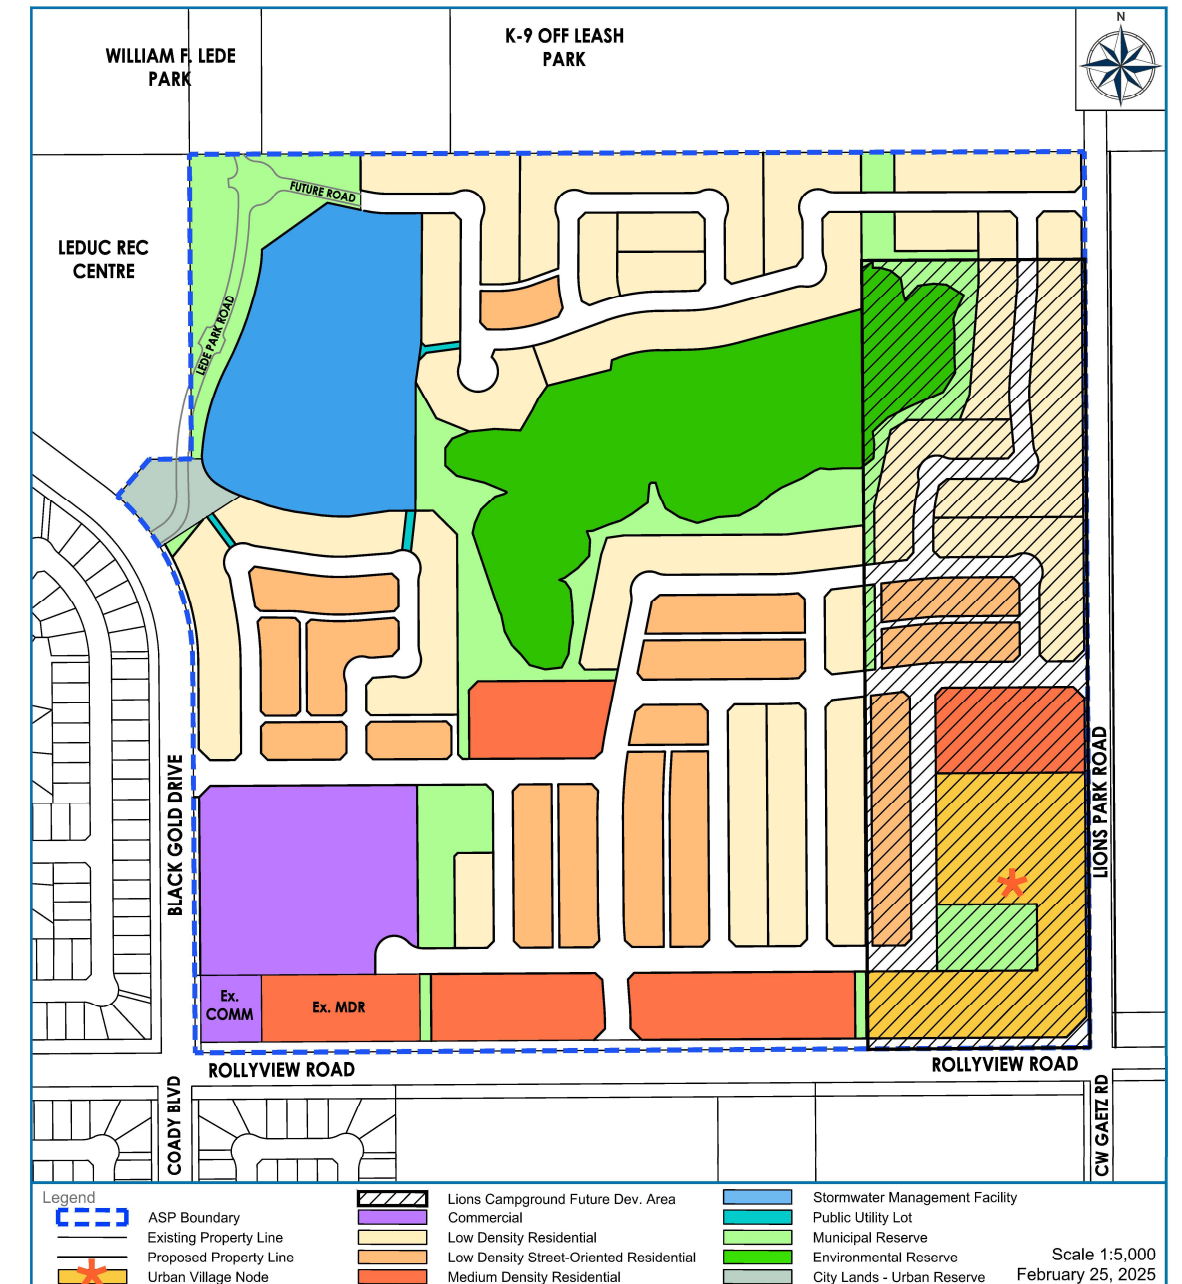 WILLIAM F. LEDE
PARK
K-9 OFF LEASH
PARK
N
FUTURE ROAD
LEDUC REC
CENTRE
LEDE PARK ROAD
BLACK GOLD DRIVE
LIONS PARK ROAD
Ex.
COMM
Ex. MDR
ROLLYVIEW ROAD
ROLLYVIEW ROAD
COADY BLVD
CW GAETZ RD
Legend
ASP Boundary
Existing Property Line
Proposed Property Line
Urban Village Node
Lions Campground Future Dev. Area
Commercial
Low Density Residential
Low Density Street-Oriented Residential
Medium Density Residential
Stormwater Management Facility
Public Utility Lot
Municipal Reserve
Environmental Reserve
City Lands - Urban Reserve
Scale 1:5,000
February 25, 2025